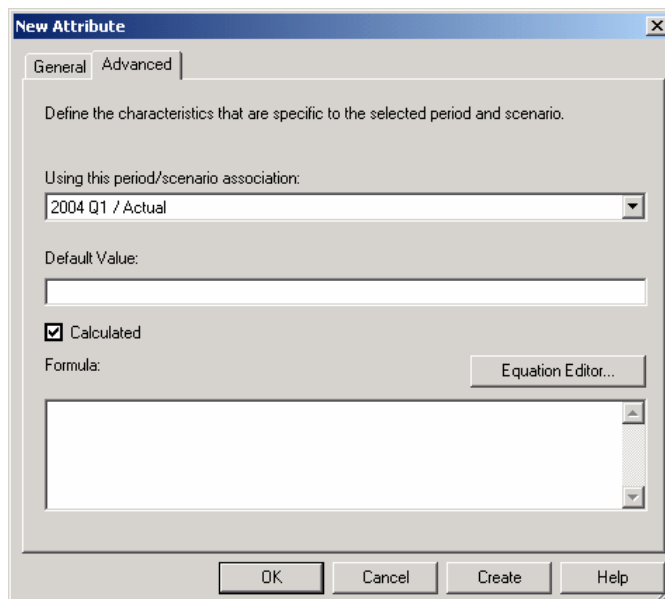 New Attribute
General Advanced
Define the characteristics that are specific to the selected period and scenario.
Using this period/scenario association:
2004 Q1 / Actual
Default Value:
Calculated
Formula:
Equation Editor...
OK Cancel Create Help